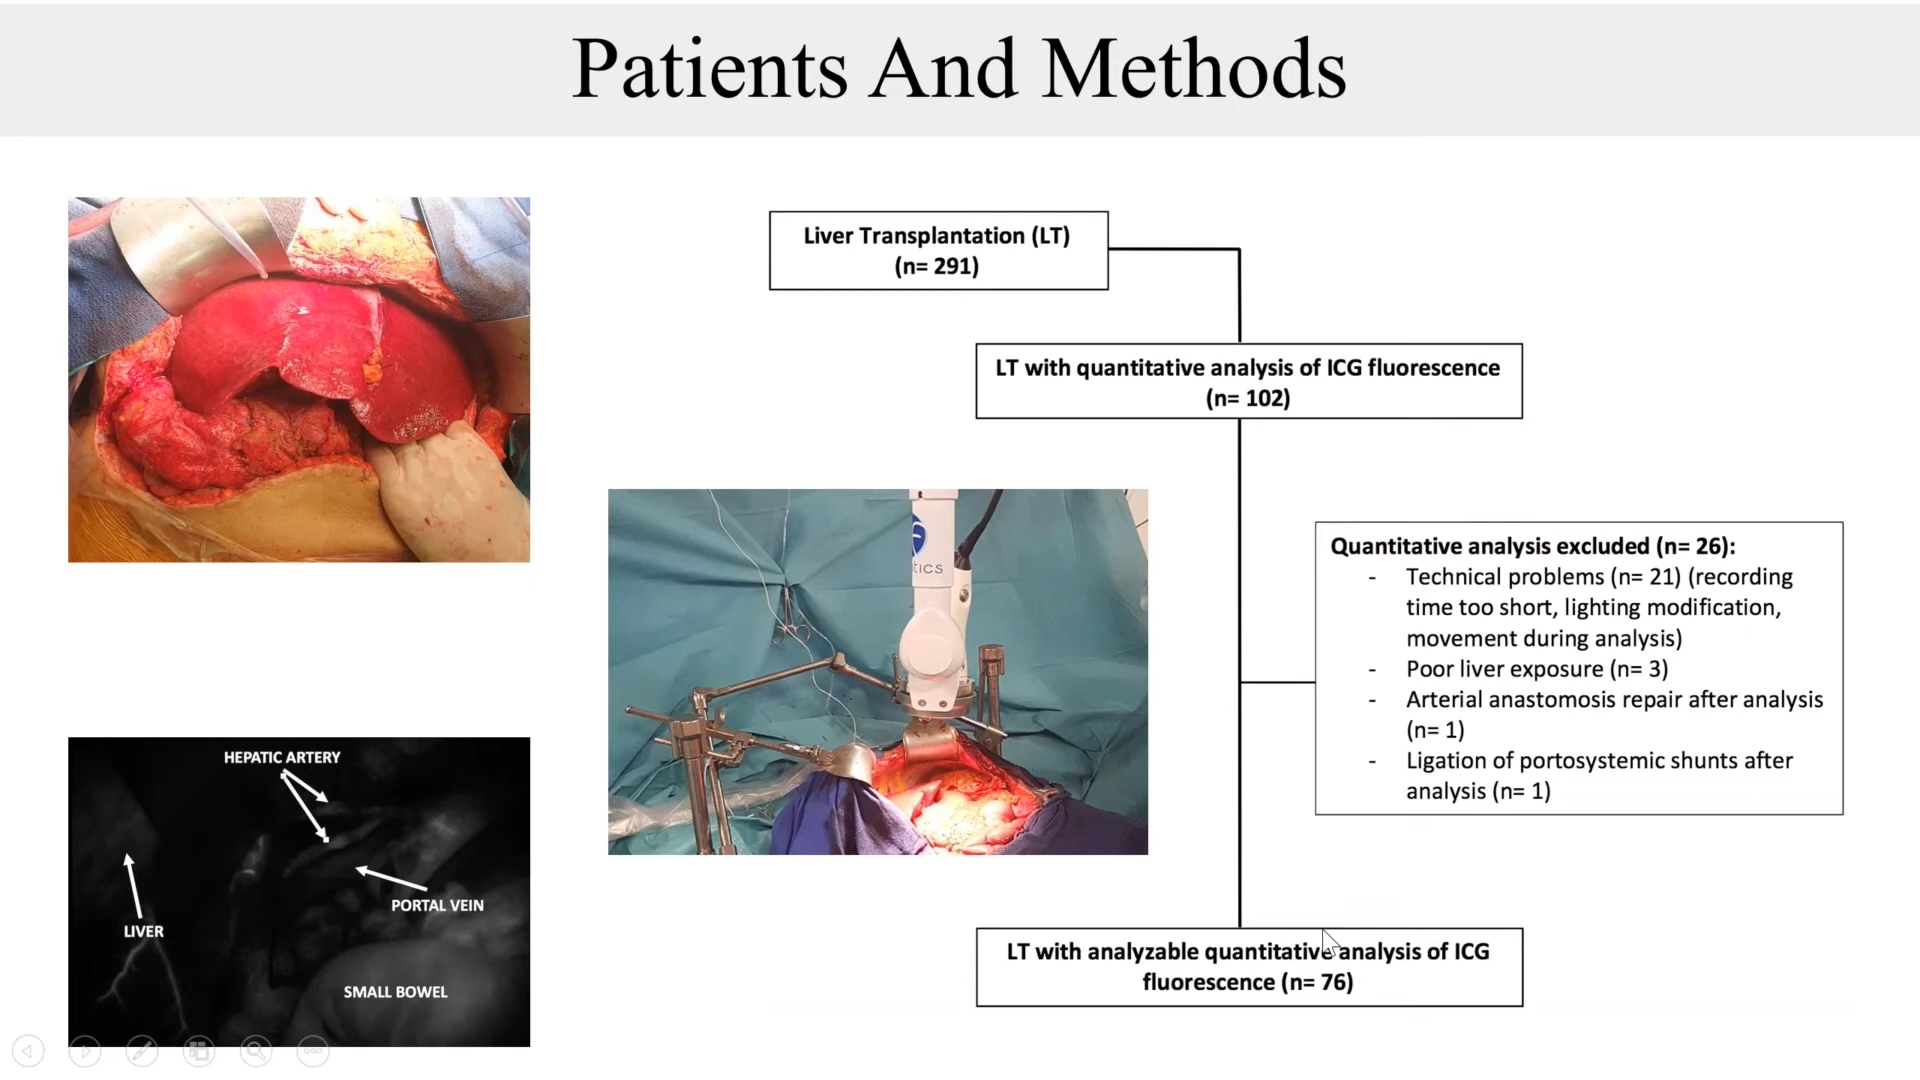 Patients And Methods
Liver Transplantation (LT)
(n= 291)
LT with quantitative analysis of ICG fluorescence
(n= 102)
tics
Quantitative analysis excluded (n= 26):
- Technical problems (n= 21) (recording
time too short, lighting modification,
movement during analysis)
- Poor liver exposure (n= 3)
- Arterial anastomosis repair after analysis
(n= 1)
- Ligation of portosystemic shunts after
analysis (n= 1)
HEPATIC ARTERY
PORTAL VEIN
LIVER
SMALL BOWEL
LT with analyzable quantitative analysis of ICG
fluorescence (n= 76)